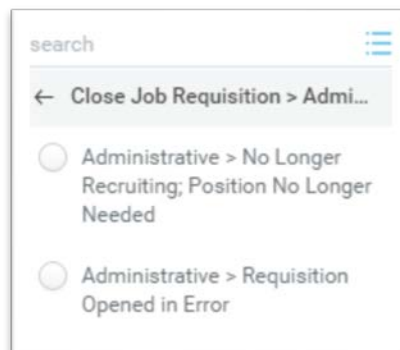 search
← Close Job Requisition > Admi...
Administrative > No Longer
Recruiting; Position No Longer
Needed
Administrative > Requisition
Opened in Error